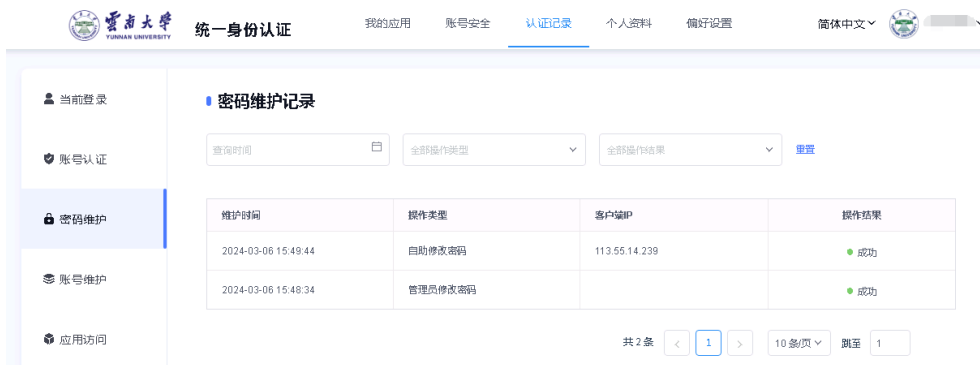 雲南大學
YUNNAN UNIVERSITY
统一身份认证
我的应用 账号安全 认证记录 个人资料 偏好设置
简体中文
当前登录
账号认证
密码维护
账号维护
应用访问
密码维护记录
查询时间 全部操作类型 全部操作结果 重置
维护时间 操作类型 客户端IP 操作结果
2024-03-06 15:49:44 自助修改密码 113.55.14.239 成功
2024-03-06 15:48:34 管理员修改密码 成功
共 2 条 < 1 > 10 条/页 跳至 1